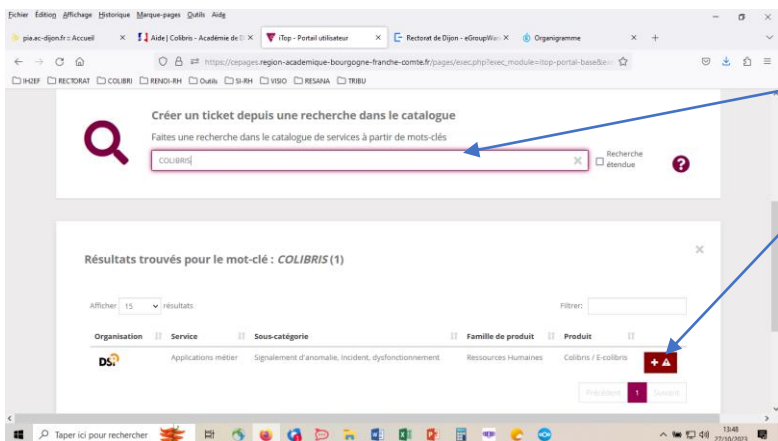 Fichier Édition Affichage Historique Marque-pages Outils Aide
pia.ac-dijon.fr :: Accueil
Aide | Colibris - Académie de D
iTop - Portail utilisateur
Rectorat de Dijon - eGroupWa
Organigramme
https://cepages.region-academique-bourgogne-franche-comte.fr/pages/exec.php?exec_module=itop-portal-base&e
IH2EF RECTORAT COLIBRI RENOI-RH Outils SI-RH VISIO RESANA TRIBU
Créer un ticket depuis une recherche dans le catalogue
Faites une recherche dans le catalogue de services à partir de mots-clés
COLIBRIS
Recherche étendue
?
Résultats trouvés pour le mot-clé : COLIBRIS (1)
Afficher 15 résultats
Filtrer:
Organisation Service Sous-catégorie Famille de produit Produit
Applications métier Signalement d'anomalie, Incident, dysfonctionnement Ressources Humaines Colibris / E-colibris
Précédent 1 Suivant
Taper ici pour rechercher
13:48
27/10/2023